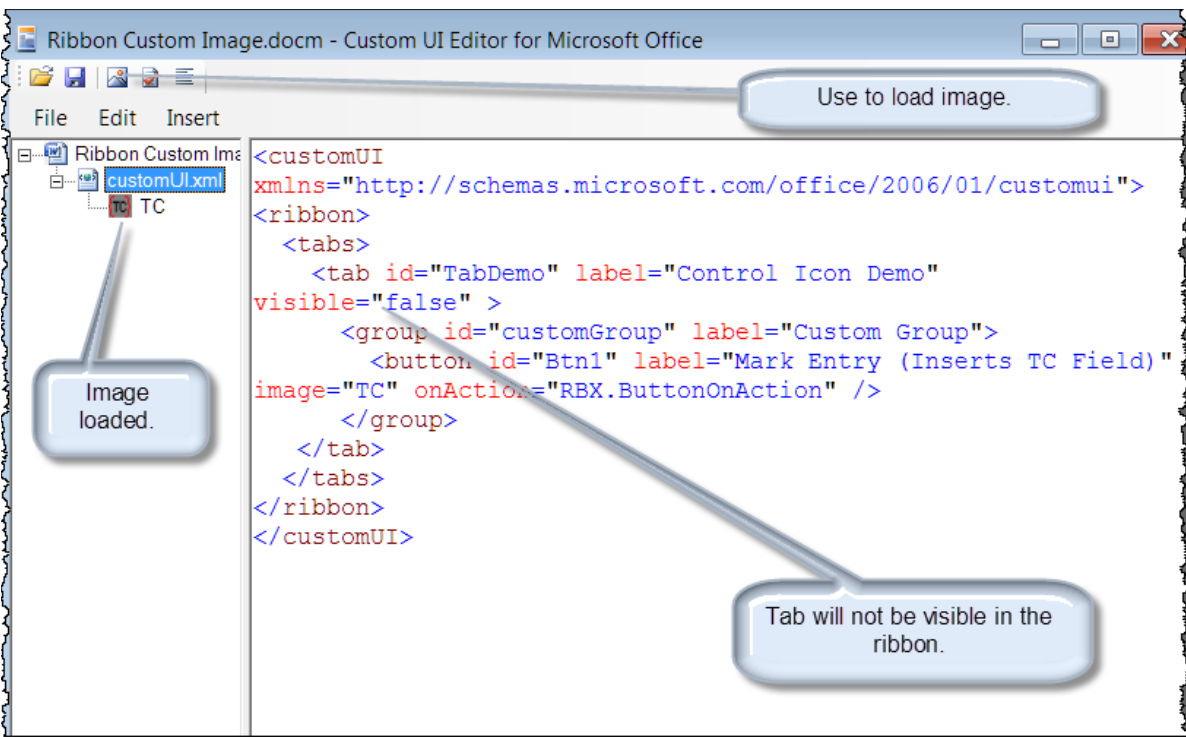 Ribbon Custom Image.docm - Custom UI Editor for Microsoft Office
Use to load image.
File Edit Insert
Ribbon Custom Ima
customUI.xml
TC
TC
<customUI
xmlns="http://schemas.microsoft.com/office/2006/01/customui">
<ribbon>
  <tabs>
    <tab id="TabDemo" label="Control Icon Demo"
visible="false" >
      <group id="customGroup" label="Custom Group">
        <button id="Btn1" label="Mark Entry (Inserts TC Field)"
image="TC" onAction="RBX.ButtonOnAction" />
      </group>
   </tab>
  </tabs>
</ribbon>
</customUI>
Image
loaded.
Tab will not be visible in the
ribbon.